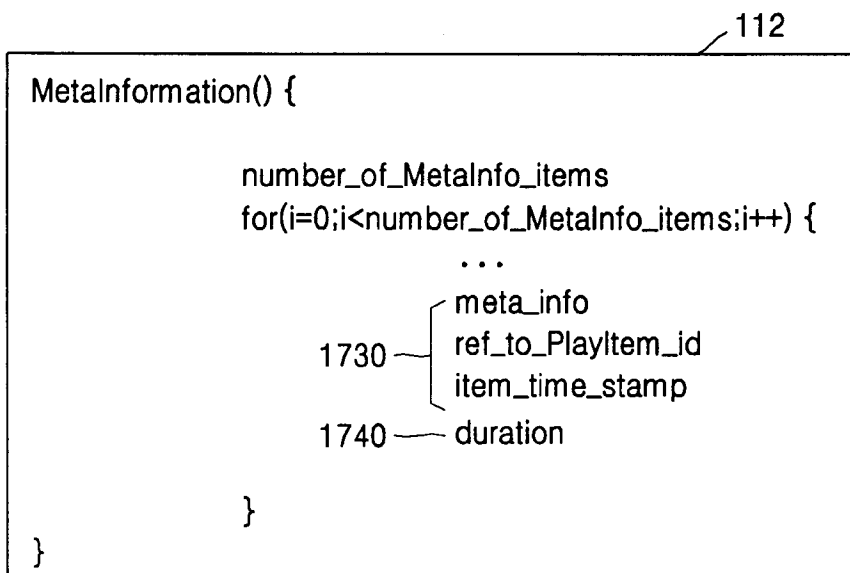 112
MetaInformation() {
number_of_MetaInfo_items
for(i=0;i<number_of_MetaInfo_items;i++) {
...
meta_info
1730 ref_to_PlayItem_id
item_time_stamp
1740 duration
}
}